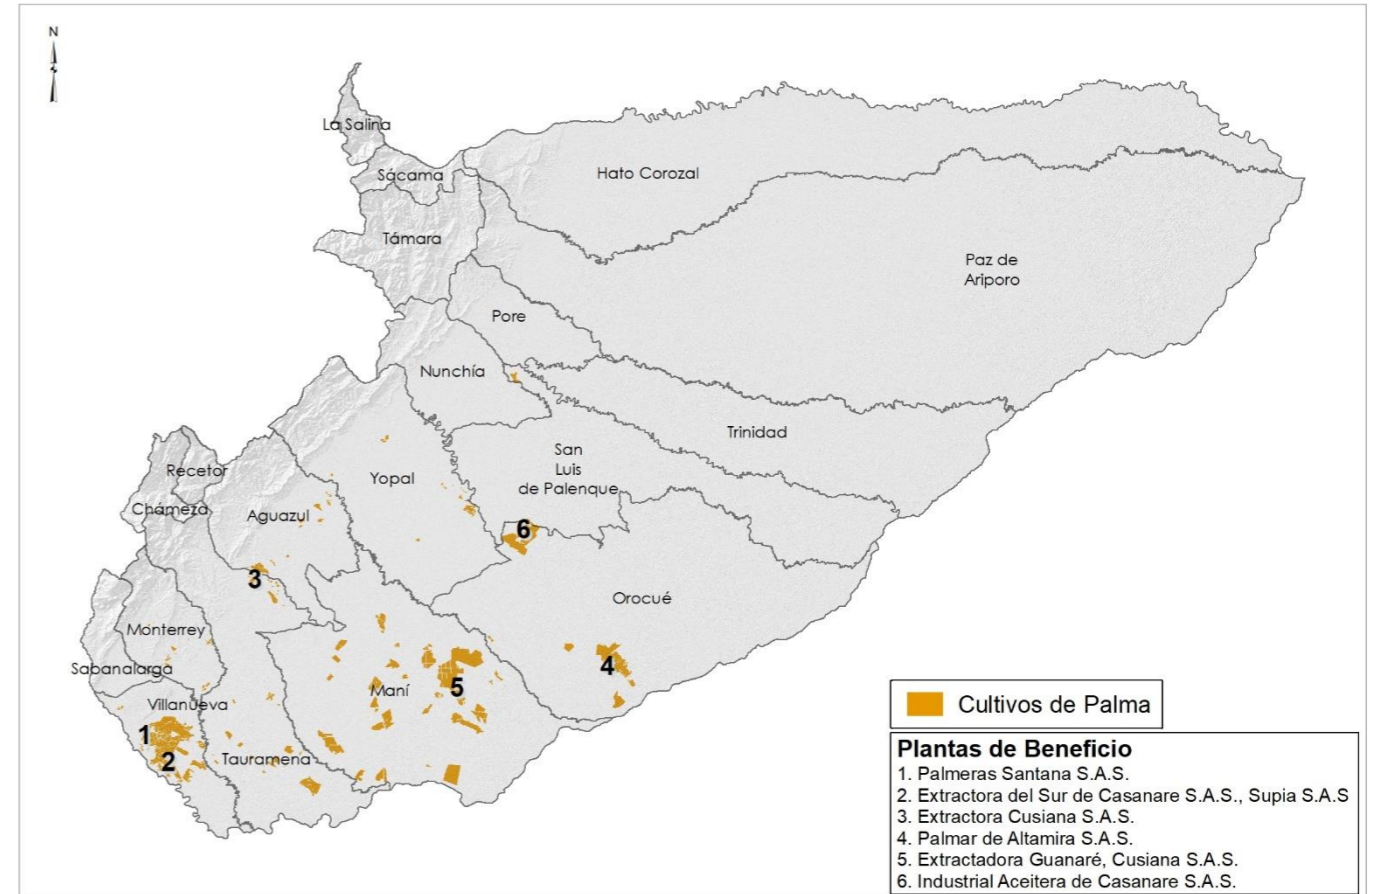 N
La Salina
Hato Corozal
Sácama
Támara
Paz de
Ariporo
Pore
Nunchía
Trinidad
San
Luis
de Palenque
Recetor
Yopal
Chámeza
Aguazul
6
3
Orocué
Monterrey
4
Sabanalarga
5
Maní
Villanueva
1
2
Tauramena
Cultivos de Palma
Plantas de Beneficio
1. Palmeras Santana S.A.S.
2. Extractora del Sur de Casanare S.A.S., Supia S.A.S
3. Extractora Cusiana S.A.S.
4. Palmar de Altamira S.A.S.
5. Extractadora Guanaré, Cusiana S.A.S.
6. Industrial Aceitera de Casanare S.A.S.